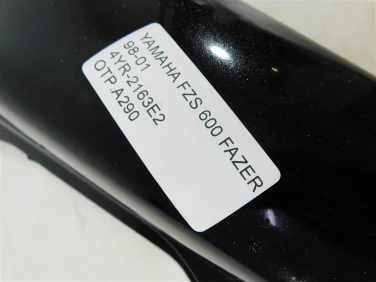 YAMAHA FZS 600 FAZER
98-01
4YR-2163E2
OTP.A290